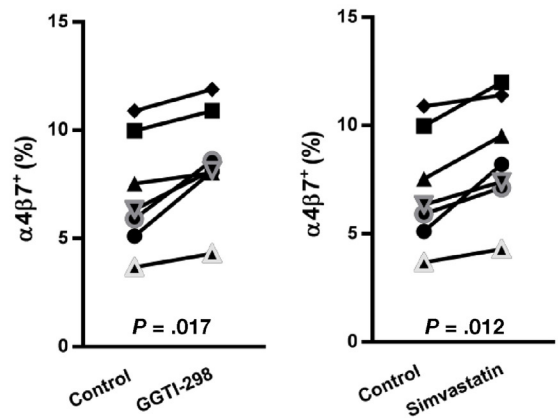 α4β7⁺ (%)
15
10
5
0
P = .017
Control
GGTI-298
α4β7⁺ (%)
15
10
5
0
P = .012
Control
Simvastatin